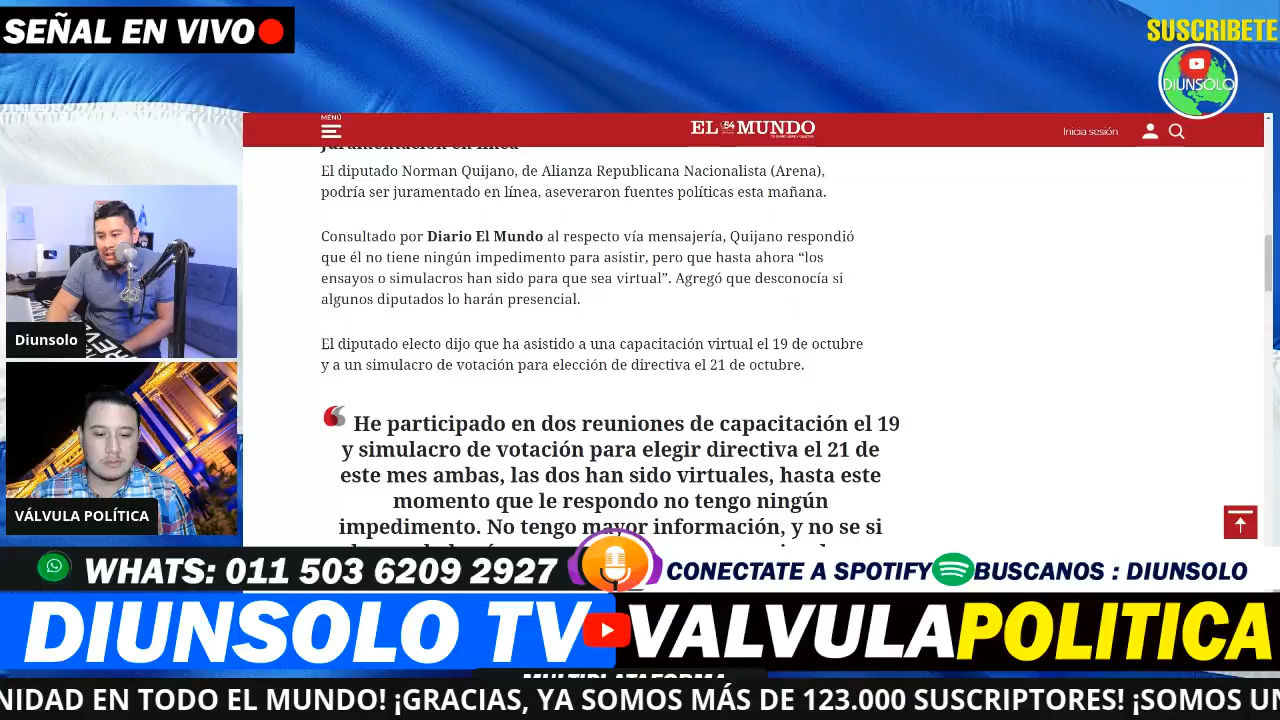 SEÑAL EN VIVO
SUSCRIBETE
DIUNSOLO
MENÚ
EL MUNDO
Inicia sesión
Juramentación en línea
El diputado Norman Quijano, de Alianza Republicana Nacionalista (Arena),
podría ser juramentado en línea, aseveraron fuentes políticas esta mañana.
Consultado por Diario El Mundo al respecto vía mensajería, Quijano respondió
que él no tiene ningún impedimento para asistir, pero que hasta ahora “los
ensayos o simulacros han sido para que sea virtual”. Agregó que desconocía si
algunos diputados lo harán presencial.
El diputado electo dijo que ha asistido a una capacitación virtual el 19 de octubre
y a un simulacro de votación para elección de directiva el 21 de octubre.
He participado en dos reuniones de capacitación el 19
y simulacro de votación para elegir directiva el 21 de
este mes ambas, las dos han sido virtuales, hasta este
momento que le respondo no tengo ningún
impedimento. No tengo mayor información, y no se si
Diunsolo
VÁLVULA POLÍTICA
WHATS: 011 503 6209 2927
CONECTATE A SPOTIFY BUSCANOS : DIUNSOLO
DIUNSOLO TV VALVULAPOLITICA
MULTIPLATAFORMA
NIDAD EN TODO EL MUNDO! ¡GRACIAS, YA SOMOS MÁS DE 123.000 SUSCRIPTORES! ¡SOMOS UN